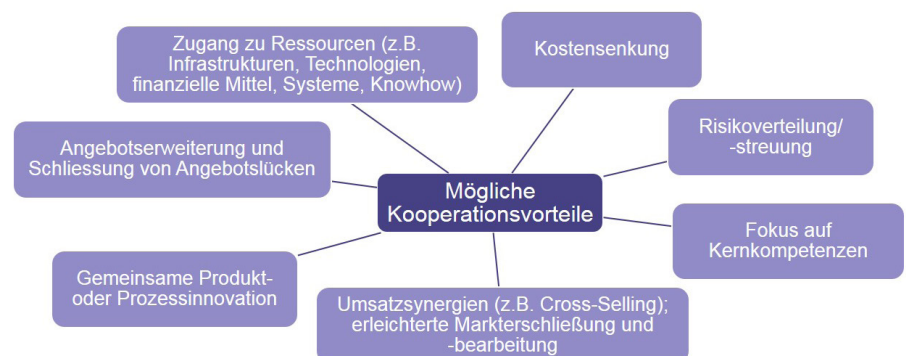 Zugang zu Ressourcen (z.B.
Infrastrukturen, Technologien,
finanzielle Mittel, Systeme, Knowhow)
Kostensenkung
Angebotserweiterung und
Schliessung von Angebotslücken
Risikoverteilung/
-streuung
Mögliche
Kooperationsvorteile
Fokus auf
Kernkompetenzen
Gemeinsame Produkt-
oder Prozessinnovation
Umsatzsynergien (z.B. Cross-Selling);
erleichterte Markterschließung und
-bearbeitung